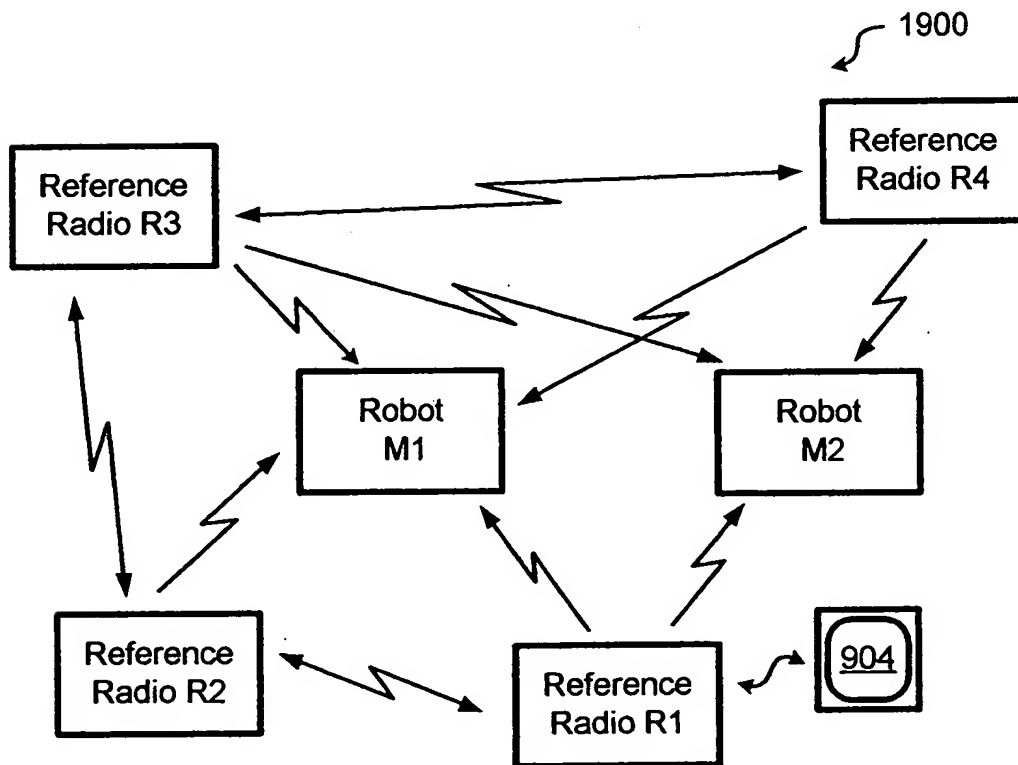 1900
Reference
Radio R4
Reference
Radio R3
Robot
M1
Robot
M2
Reference
Radio R2
Reference
Radio R1
904